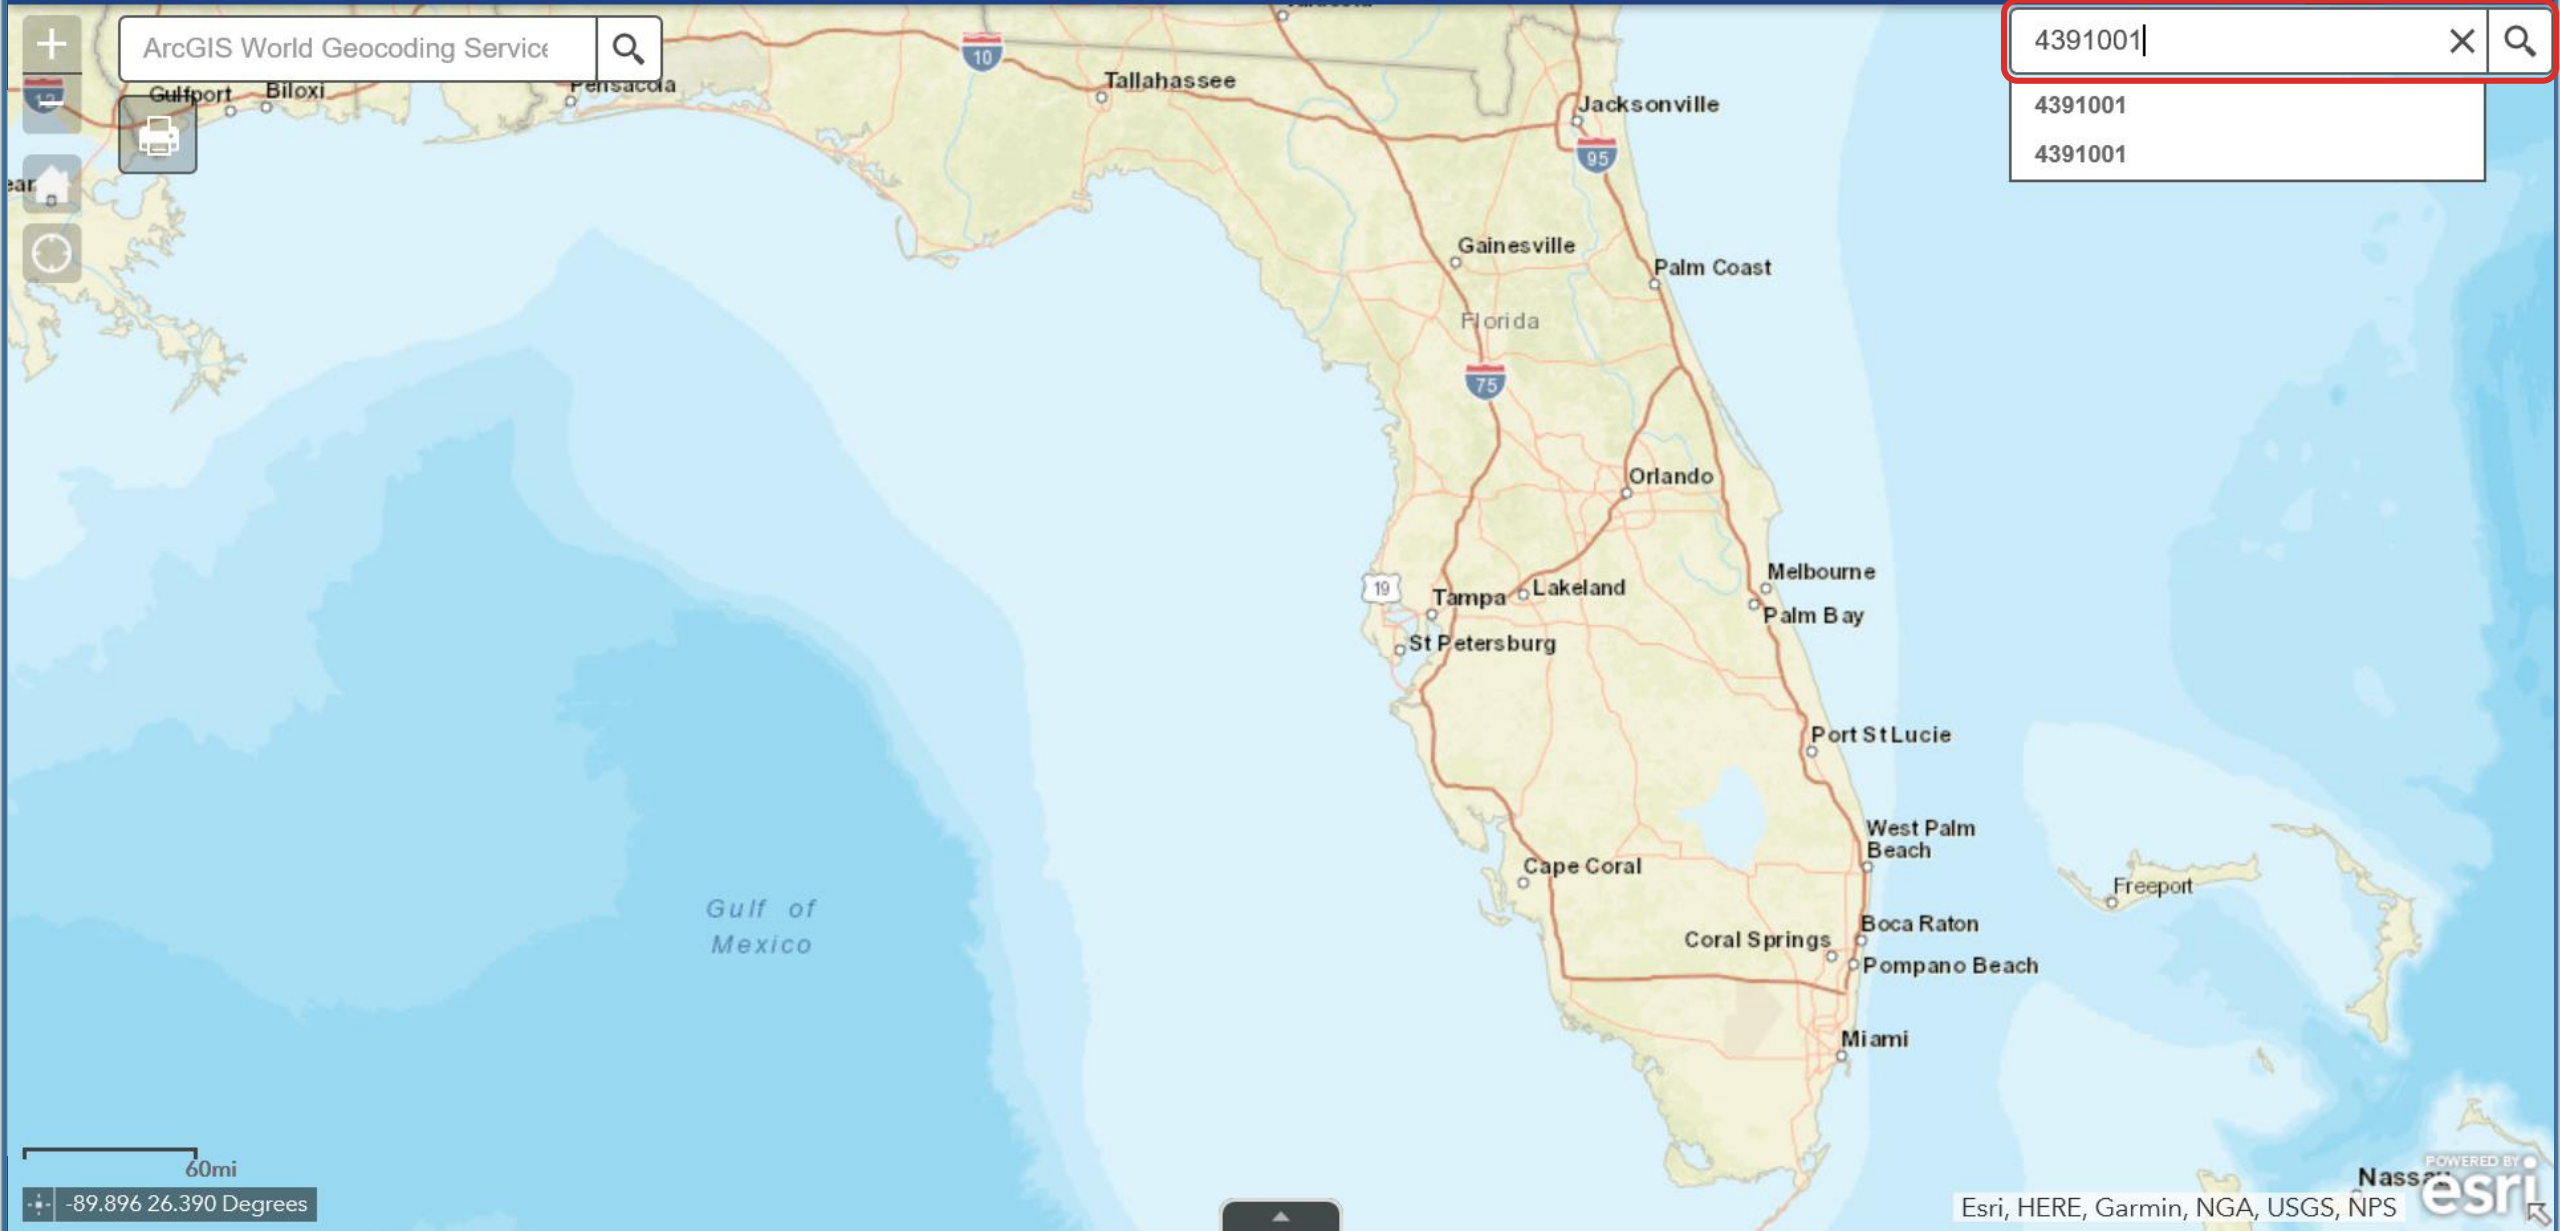 ArcGIS World Geocoding Service
4391001
4391001
4391001
10
Tallahassee
Pensacola
Gulfport
Biloxi
12
Jacksonville
95
Gainesville
Palm Coast
Florida
75
Orlando
Melbourne
19
Tampa
Lakeland
Palm Bay
St Petersburg
Port St Lucie
West Palm
Beach
Cape Coral
Freeport
Gulf of
Mexico
Boca Raton
Coral Springs
Pompano Beach
Miami
60mi
-89.896 26.390 Degrees
Nassau
POWERED BY
esri
Esri, HERE, Garmin, NGA, USGS, NPS